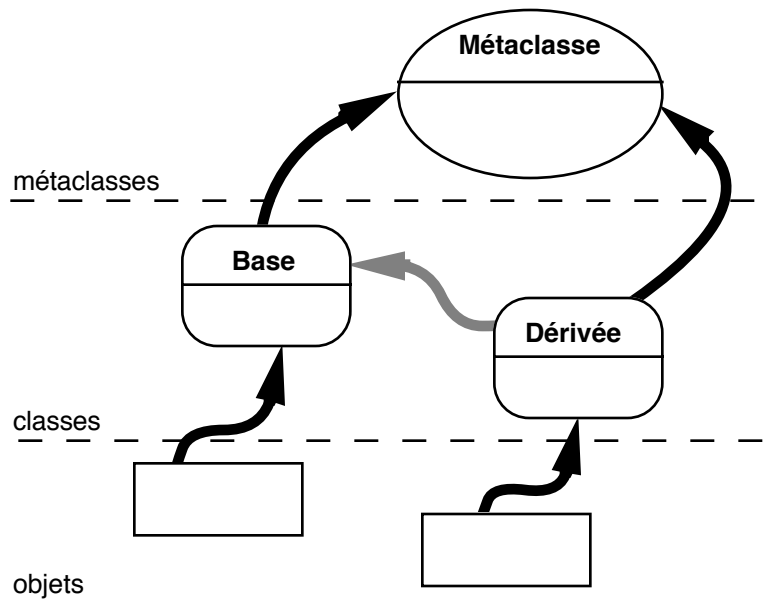 Métaclasse
métaclasses
Base
Dérivée
classes
objets